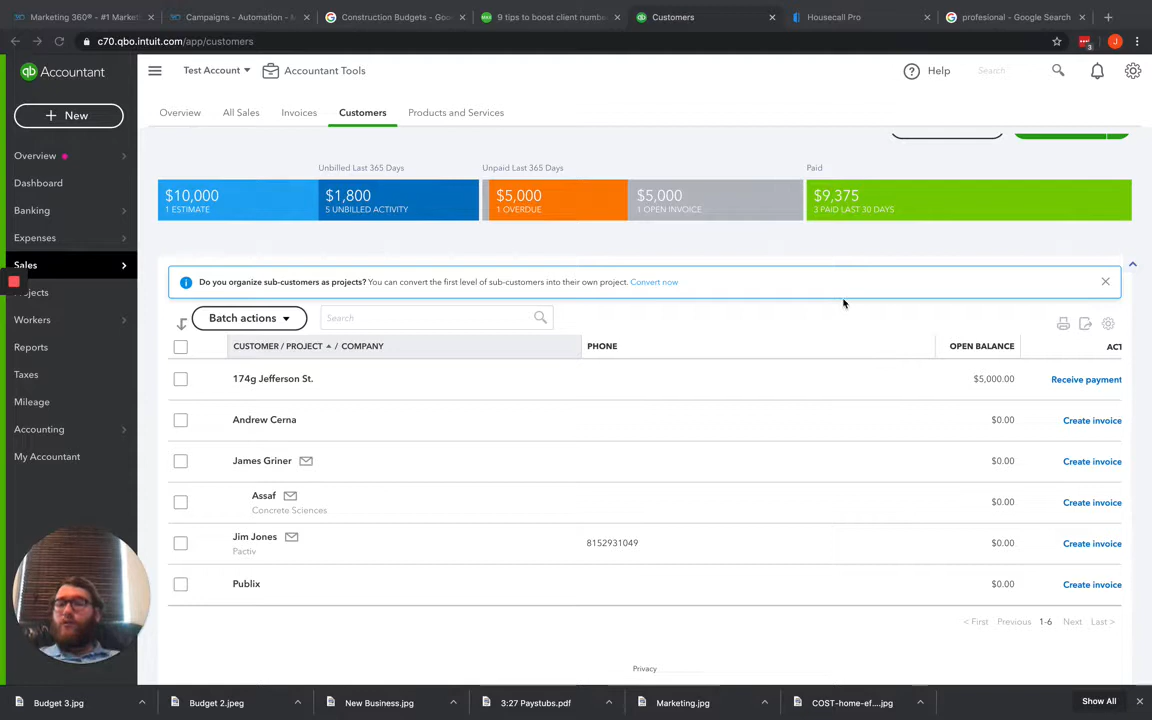 Marketing 360® - #1 Market
Campaigns - Automation - M
Construction Budgets - Goo
9 tips to boost client numbe
Customers
Housecall Pro
profesional - Google Search
c70.qbo.intuit.com/app/customers
3
J
qb Accountant
Test Account
Accountant Tools
Help
Search
+ New
Overview
All Sales
Invoices
Customers
Products and Services
Overview
Dashboard
Banking
Expenses
Sales
Projects
Workers
Reports
Taxes
Mileage
Accounting
My Accountant
Unbilled Last 365 Days
Unpaid Last 365 Days
Paid
$10,000
1 ESTIMATE
$1,800
5 UNBILLED ACTIVITY
$5,000
1 OVERDUE
$5,000
1 OPEN INVOICE
$9,375
3 PAID LAST 30 DAYS
Do you organize sub-customers as projects? You can convert the first level of sub-customers into their own project. Convert now
Batch actions
Search
CUSTOMER / PROJECT / COMPANY PHONE OPEN BALANCE ACT
174g Jefferson St. $5,000.00 Receive payment
Andrew Cerna $0.00 Create invoice
James Griner $0.00 Create invoice
Assaf $0.00 Create invoice
Concrete Sciences
Jim Jones 8152931049 $0.00 Create invoice
Pactiv
Publix $0.00 Create invoice
< First Previous 1-6 Next Last >
Privacy
Budget 3.jpg
Budget 2.jpeg
New Business.jpg
3:27 Paystubs.pdf
Marketing.jpg
COST-home-ef....jpg
Show All